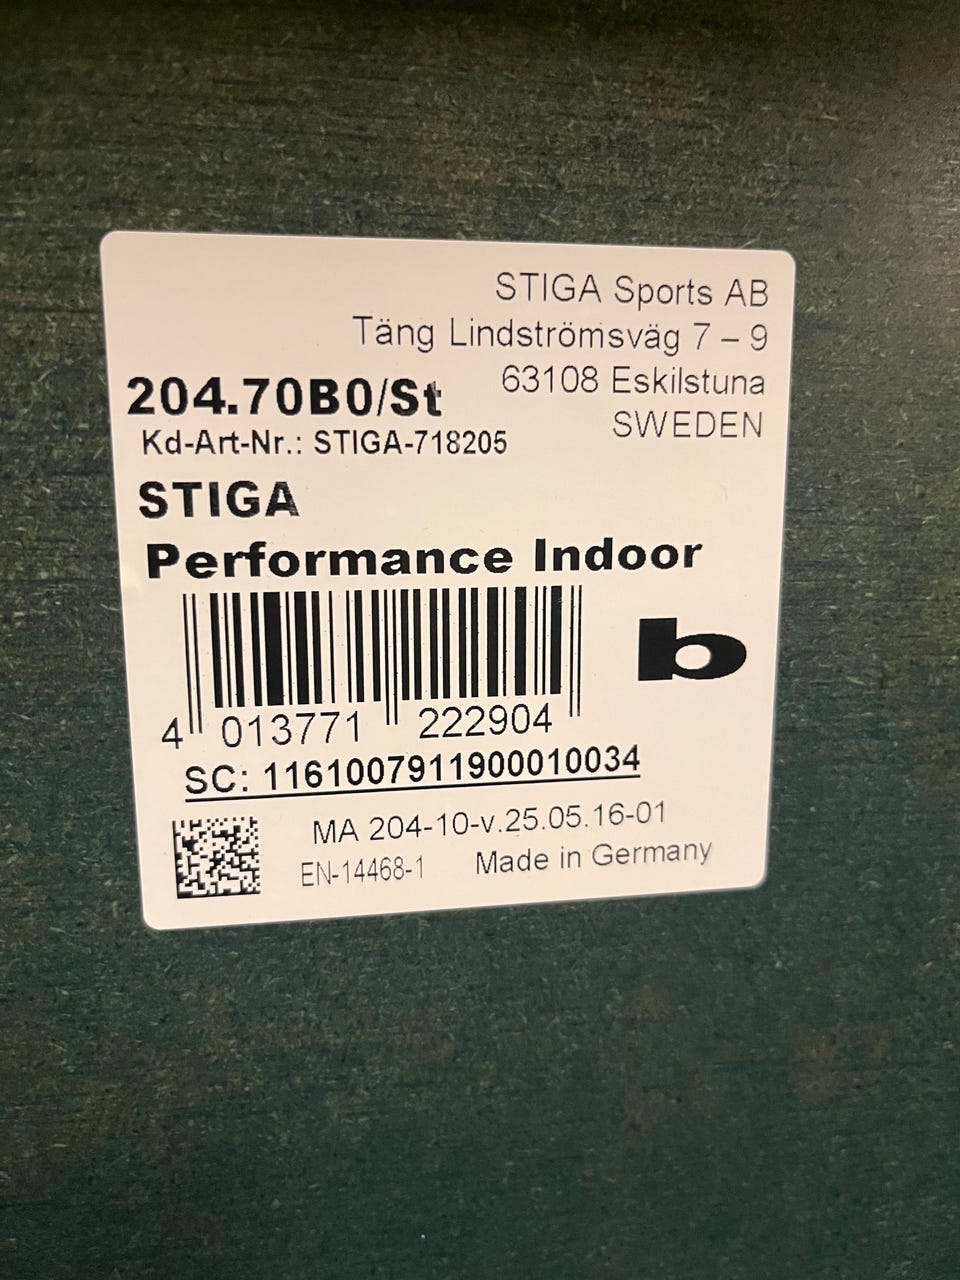 STIGA Sports AB
Täng Lindströmsväg 7 – 9
63108 Eskilstuna
SWEDEN
204.70B0/St
Kd-Art-Nr.: STIGA-718205
STIGA
Performance Indoor
b
4 013771 222904
SC: 1161007911900010034
MA 204-10-v.25.05.16-01
EN-14468-1 Made in Germany